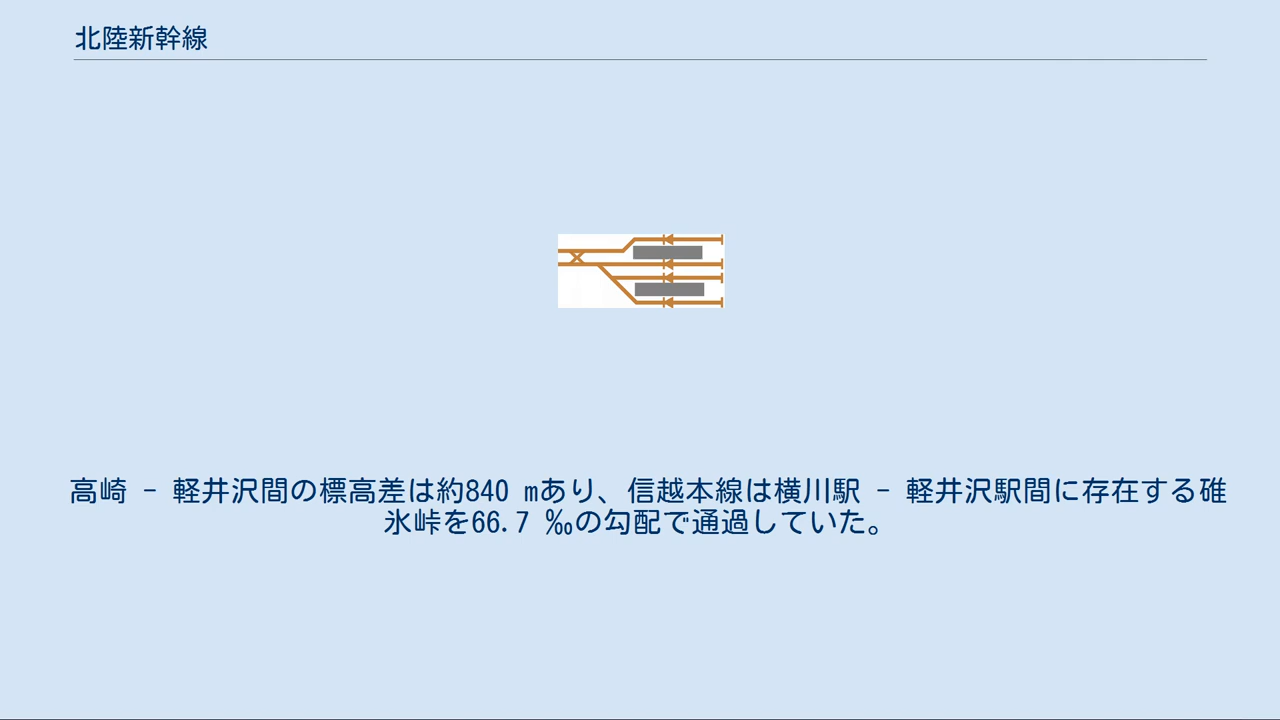 北陸新幹線
高崎 - 軽井沢間の標高差は約840 mあり、信越本線は横川駅 - 軽井沢駅間に存在する碓
氷峠を66.7 ‰の勾配で通過していた。